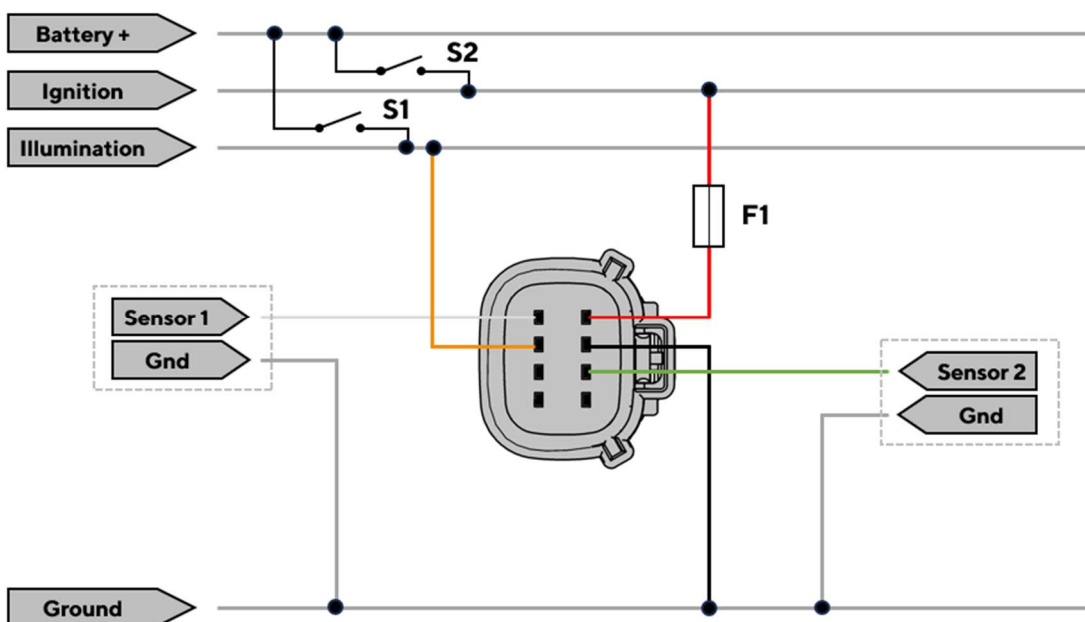 Battery +
S2
Ignition
S1
Illumination
F1
Sensor 1
Gnd
Sensor 2
Gnd
Ground